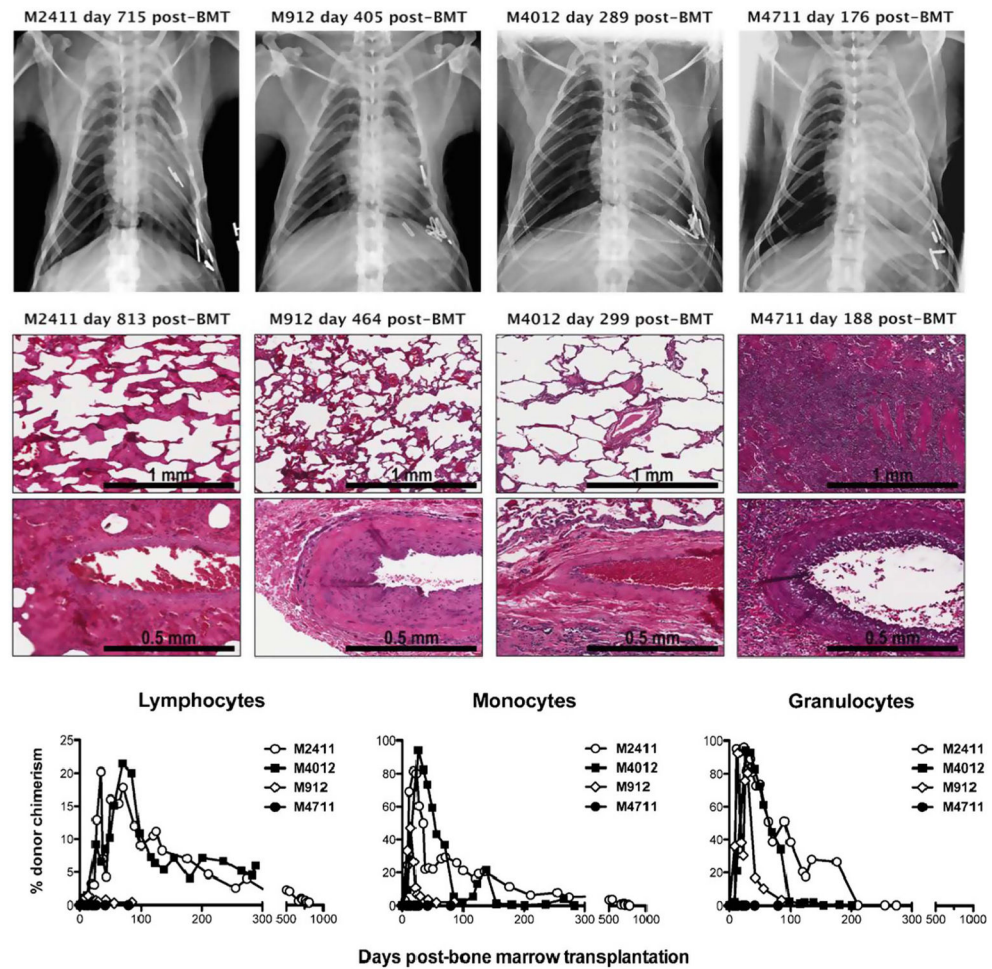 M2411 day 715 post-BMT M912 day 405 post-BMT M4012 day 289 post-BMT M4711 day 176 post-BMT
M2411 day 813 post-BMT M912 day 464 post-BMT M4012 day 299 post-BMT M4711 day 188 post-BMT
1 mm 1 mm 1 mm 1 mm
0.5 mm 0.5 mm 0.5 mm 0.5 mm
Lymphocytes
% donor chimerism
25
20
15
10
5
0
0 100 200 300 500 1000
M2411
M4012
M912
M4711
Monocytes
100
80
60
40
20
0
0 100 200 300 500 1000
M2411
M4012
M912
M4711
Granulocytes
100
80
60
40
20
0
0 100 200 300 500 1000
M2411
M4012
M912
M4711
Days post-bone marrow transplantation